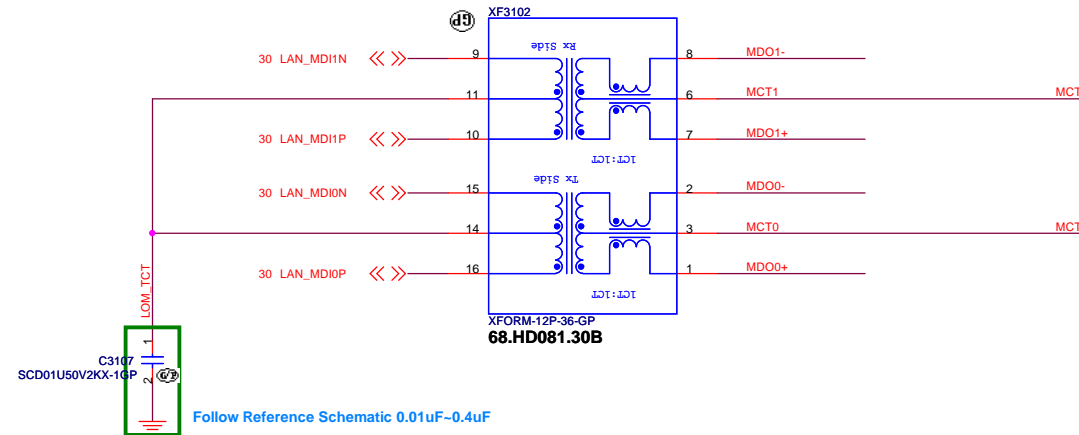 XF3102
GP
Rx Side
30 LAN_MDI1N
9
8
MDO1-
11
6
MCT1
MCT
30 LAN_MDI1P
10
7
MDO1+
1CT:1CT
Tx Side
30 LAN_MDI0N
15
2
MDO0-
14
3
MCT0
MCT
30 LAN_MDI0P
16
1
MDO0+
LOM_TCT
1CT:1CT
XFORM-12P-36-GP
68.HD081.30B
1
C3107
SCD01U50V2KX-1GP
2
Follow Reference Schematic 0.01uF~0.4uF